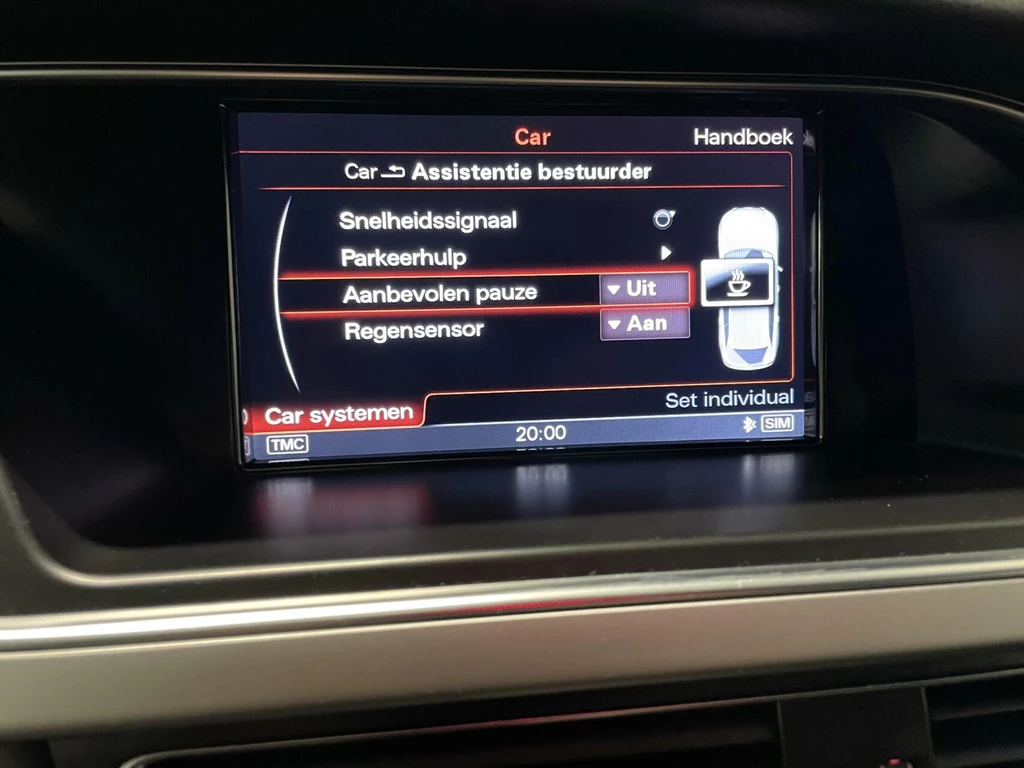 Car
Handboek
Car Assistentie bestuurder
Snelheidssignaal
Parkeerhulp
Aanbevolen pauze Uit
Regensensor Aan
Set individual
Car systemen
TMC 20:00 SIM